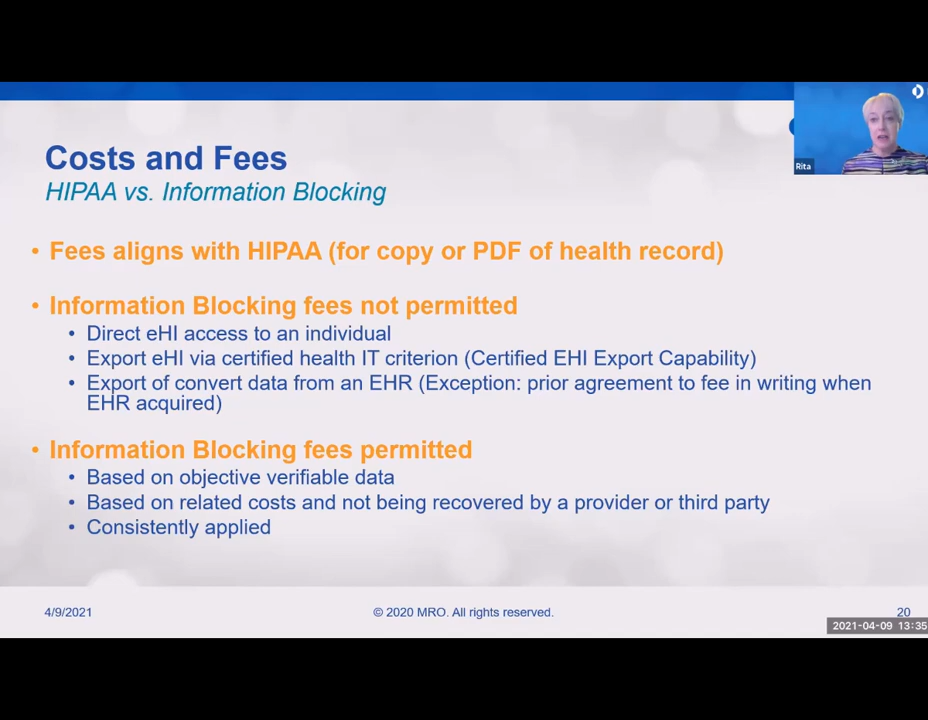 Costs and Fees
HIPAA vs. Information Blocking
Rita
• Fees aligns with HIPAA (for copy or PDF of health record)
• Information Blocking fees not permitted
• Direct eHI access to an individual
• Export eHI via certified health IT criterion (Certified EHI Export Capability)
• Export of convert data from an EHR (Exception: prior agreement to fee in writing when
EHR acquired)
• Information Blocking fees permitted
• Based on objective verifiable data
• Based on related costs and not being recovered by a provider or third party
• Consistently applied
4/9/2021
© 2020 MRO. All rights reserved.
20
2021-04-09 13:35